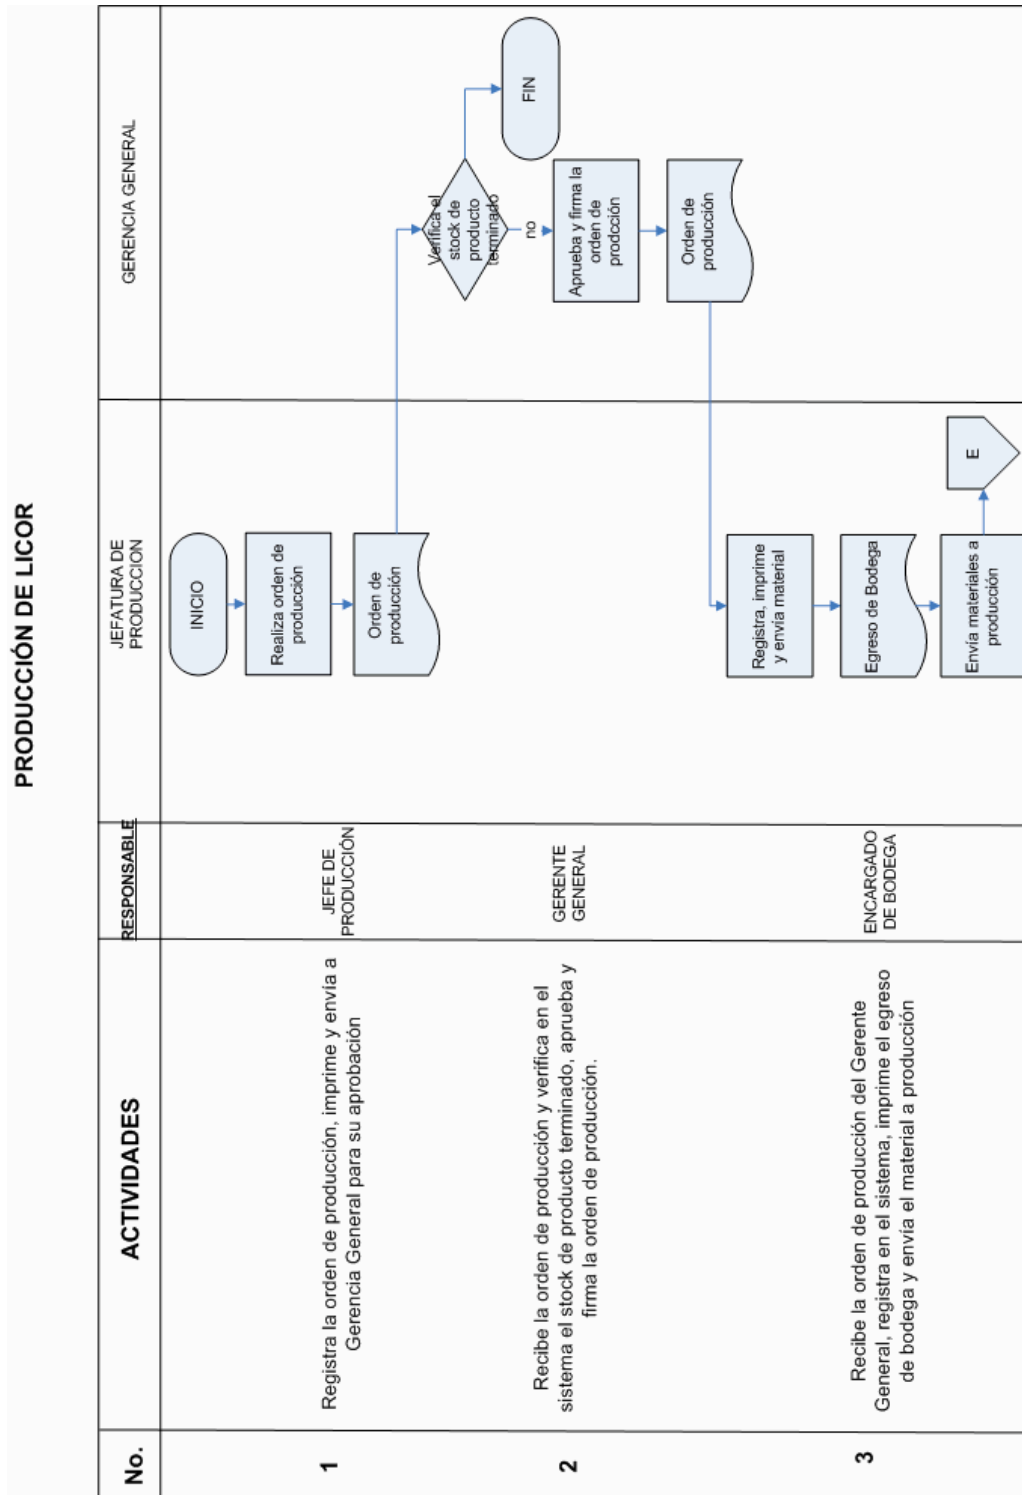 PRODUCCIÓN DE LICOR
No.
ACTIVIDADES
RESPONSABLE
JEFATURA DE
PRODUCCION
GERENCIA GENERAL
1
Registra la orden de producción, imprime y envía a
Gerencia General para su aprobación
JEFE DE
PRODUCCIÓN
INICIO
Realiza orden de
producción
Orden de
producción
2
Recibe la orden de producción y verifica en el
sistema el stock de producto terminado, aprueba y
firma la orden de producción.
GERENTE
GENERAL
Verifica el
stock de
producto
terminado
FIN
no
Aprueba y firma la
orden de
prodcción
Orden de
producción
3
Recibe la orden de producción del Gerente
General, registra en el sistema, imprime el egreso
de bodega y envía el material a producción
ENCARGADO
DE BODEGA
Registra, imprime
y envía material
Egreso de Bodega
Envía materiales a
producción
E